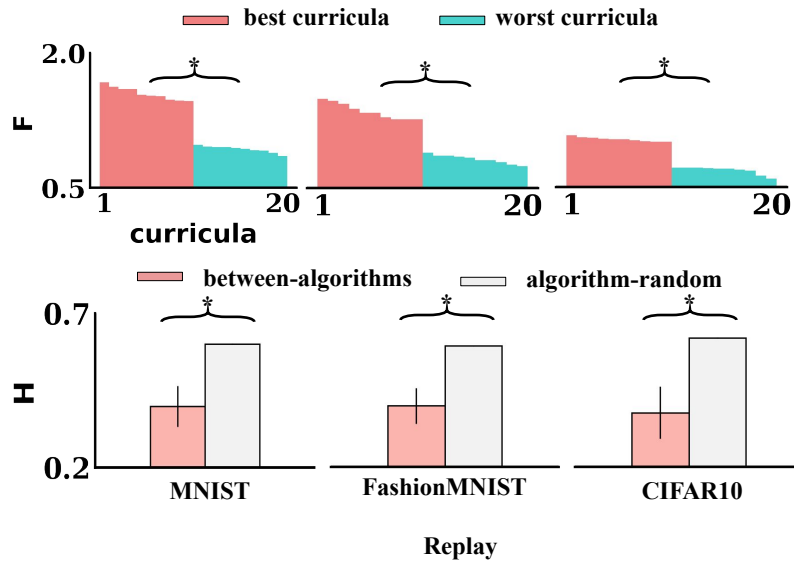 best curricula worst curricula
2.0
* * *
F
0.5
1 20 1 20 1 20
curricula
between-algorithms algorithm-random
0.7
* * *
H
0.2
MNIST FashionMNIST CIFAR10
Replay